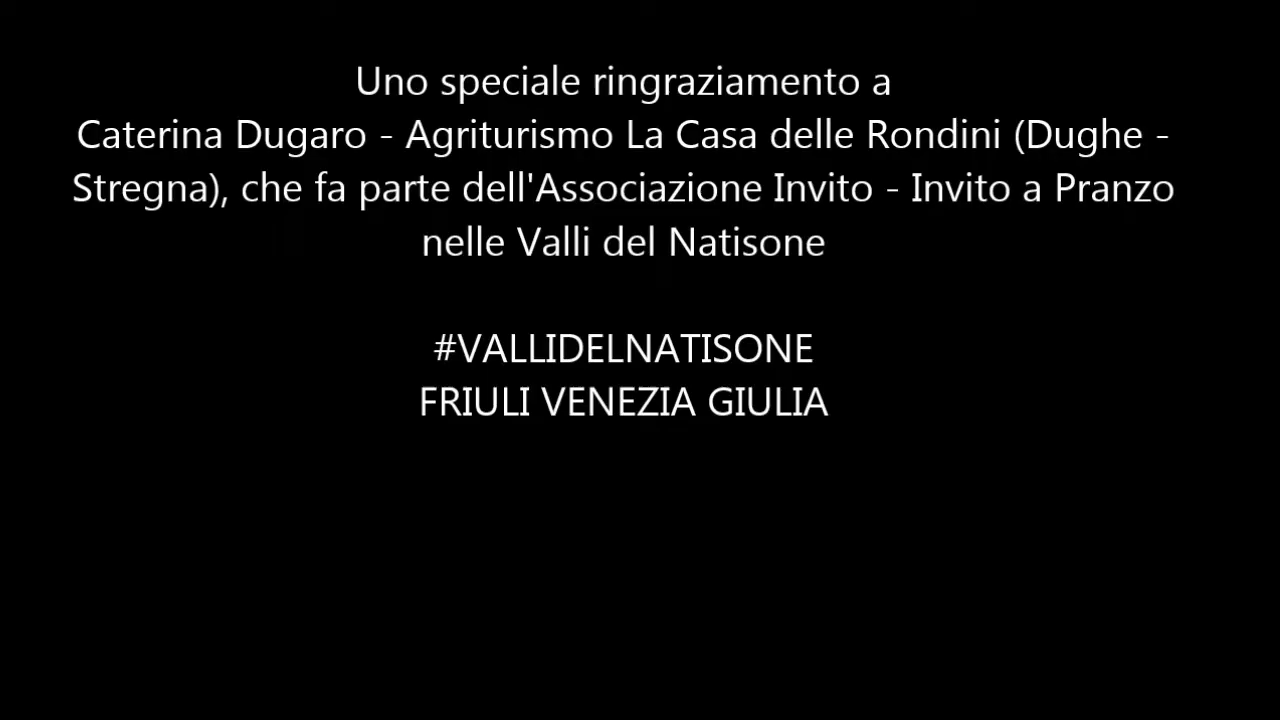 Uno speciale ringraziamento a
Caterina Dugaro - Agriturismo La Casa delle Rondini (Dughe -
Stregna), che fa parte dell'Associazione Invito - Invito a Pranzo
nelle Valli del Natisone
#VALLIDELNATISONE
FRIULI VENEZIA GIULIA